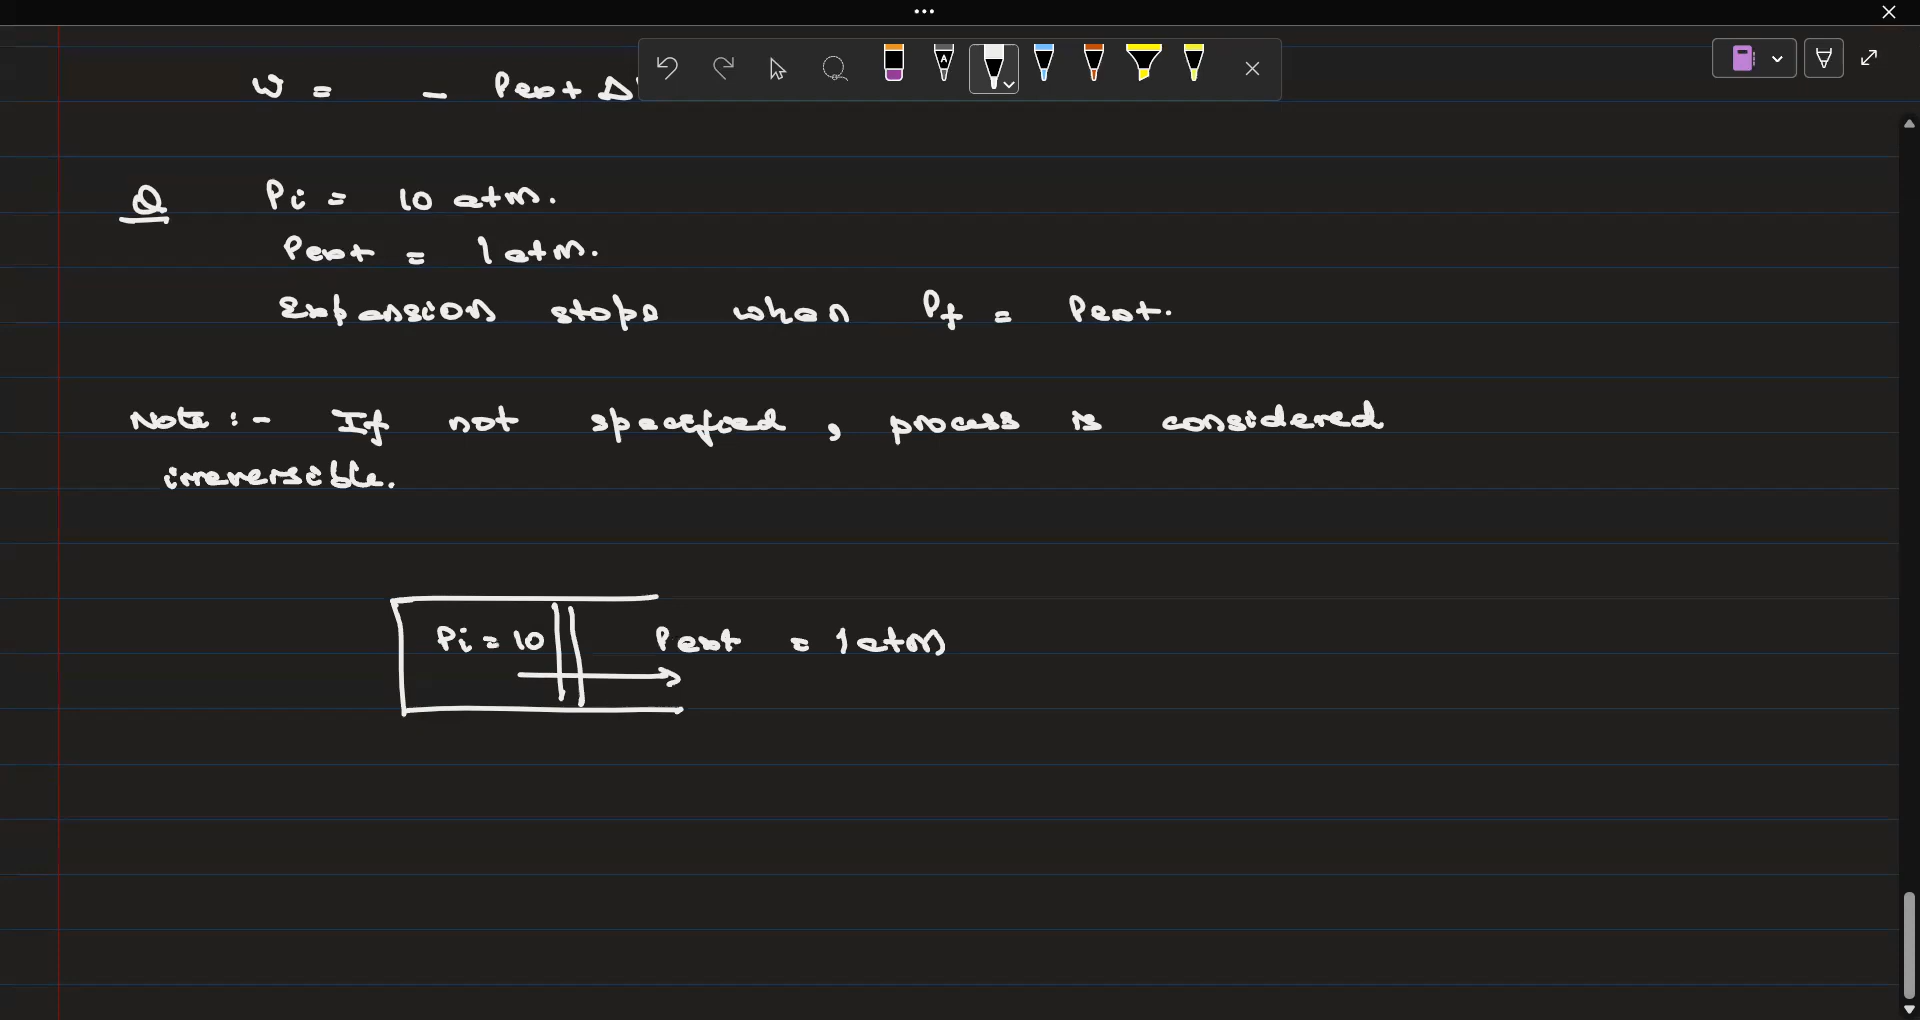 w = - Pext Δ
Q Pi = 10 atm.
Pext = 1 atm.
Expansion stops when Pf = Pext.
Note :- If not specified, process is considered
irreversible.
Pi = 10 Pext = 1 atm